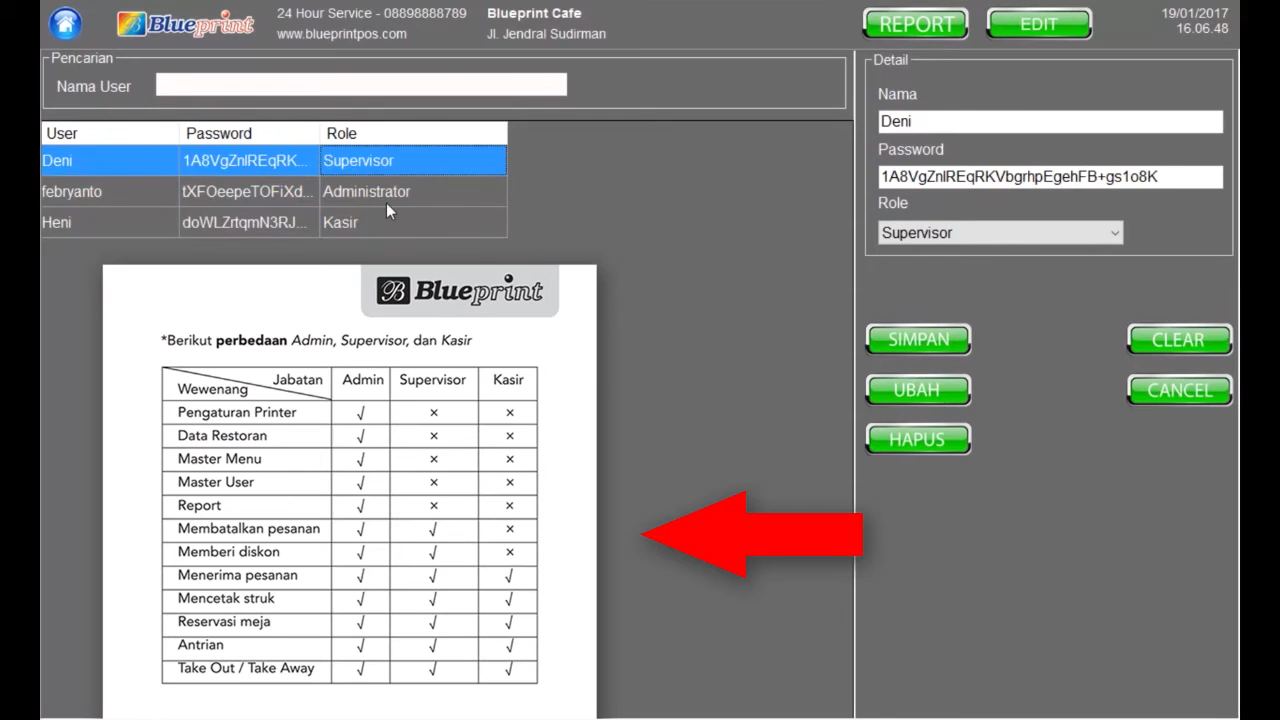 Blueprint
24 Hour Service - 08898888789
www.blueprintpos.com
Blueprint Cafe
Jl. Jendral Sudirman
REPORT
EDIT
19/01/2017
16.06.48
Pencarian
Nama User
User Password Role
Deni 1A8VgZnlREqRK... Supervisor
febryanto tXFOeepeTOFiXd... Administrator
Heni doWLZrtqmN3RJ... Kasir
B Blueprint
*Berikut perbedaan Admin, Supervisor, dan Kasir
Jabatan
Wewenang
Admin Supervisor Kasir
Pengaturan Printer √ × ×
Data Restoran √ × ×
Master Menu √ × ×
Master User √ × ×
Report √ × ×
Membatalkan pesanan √ √ ×
Memberi diskon √ √ ×
Menerima pesanan √ √ √
Mencetak struk √ √ √
Reservasi meja √ √ √
Antrian √ √ √
Take Out / Take Away √ √ √
Detail
Nama
Deni
Password
1A8VgZnlREqRKVbgrhpEgehFB+gs1o8K
Role
Supervisor
SIMPAN
CLEAR
UBAH
CANCEL
HAPUS